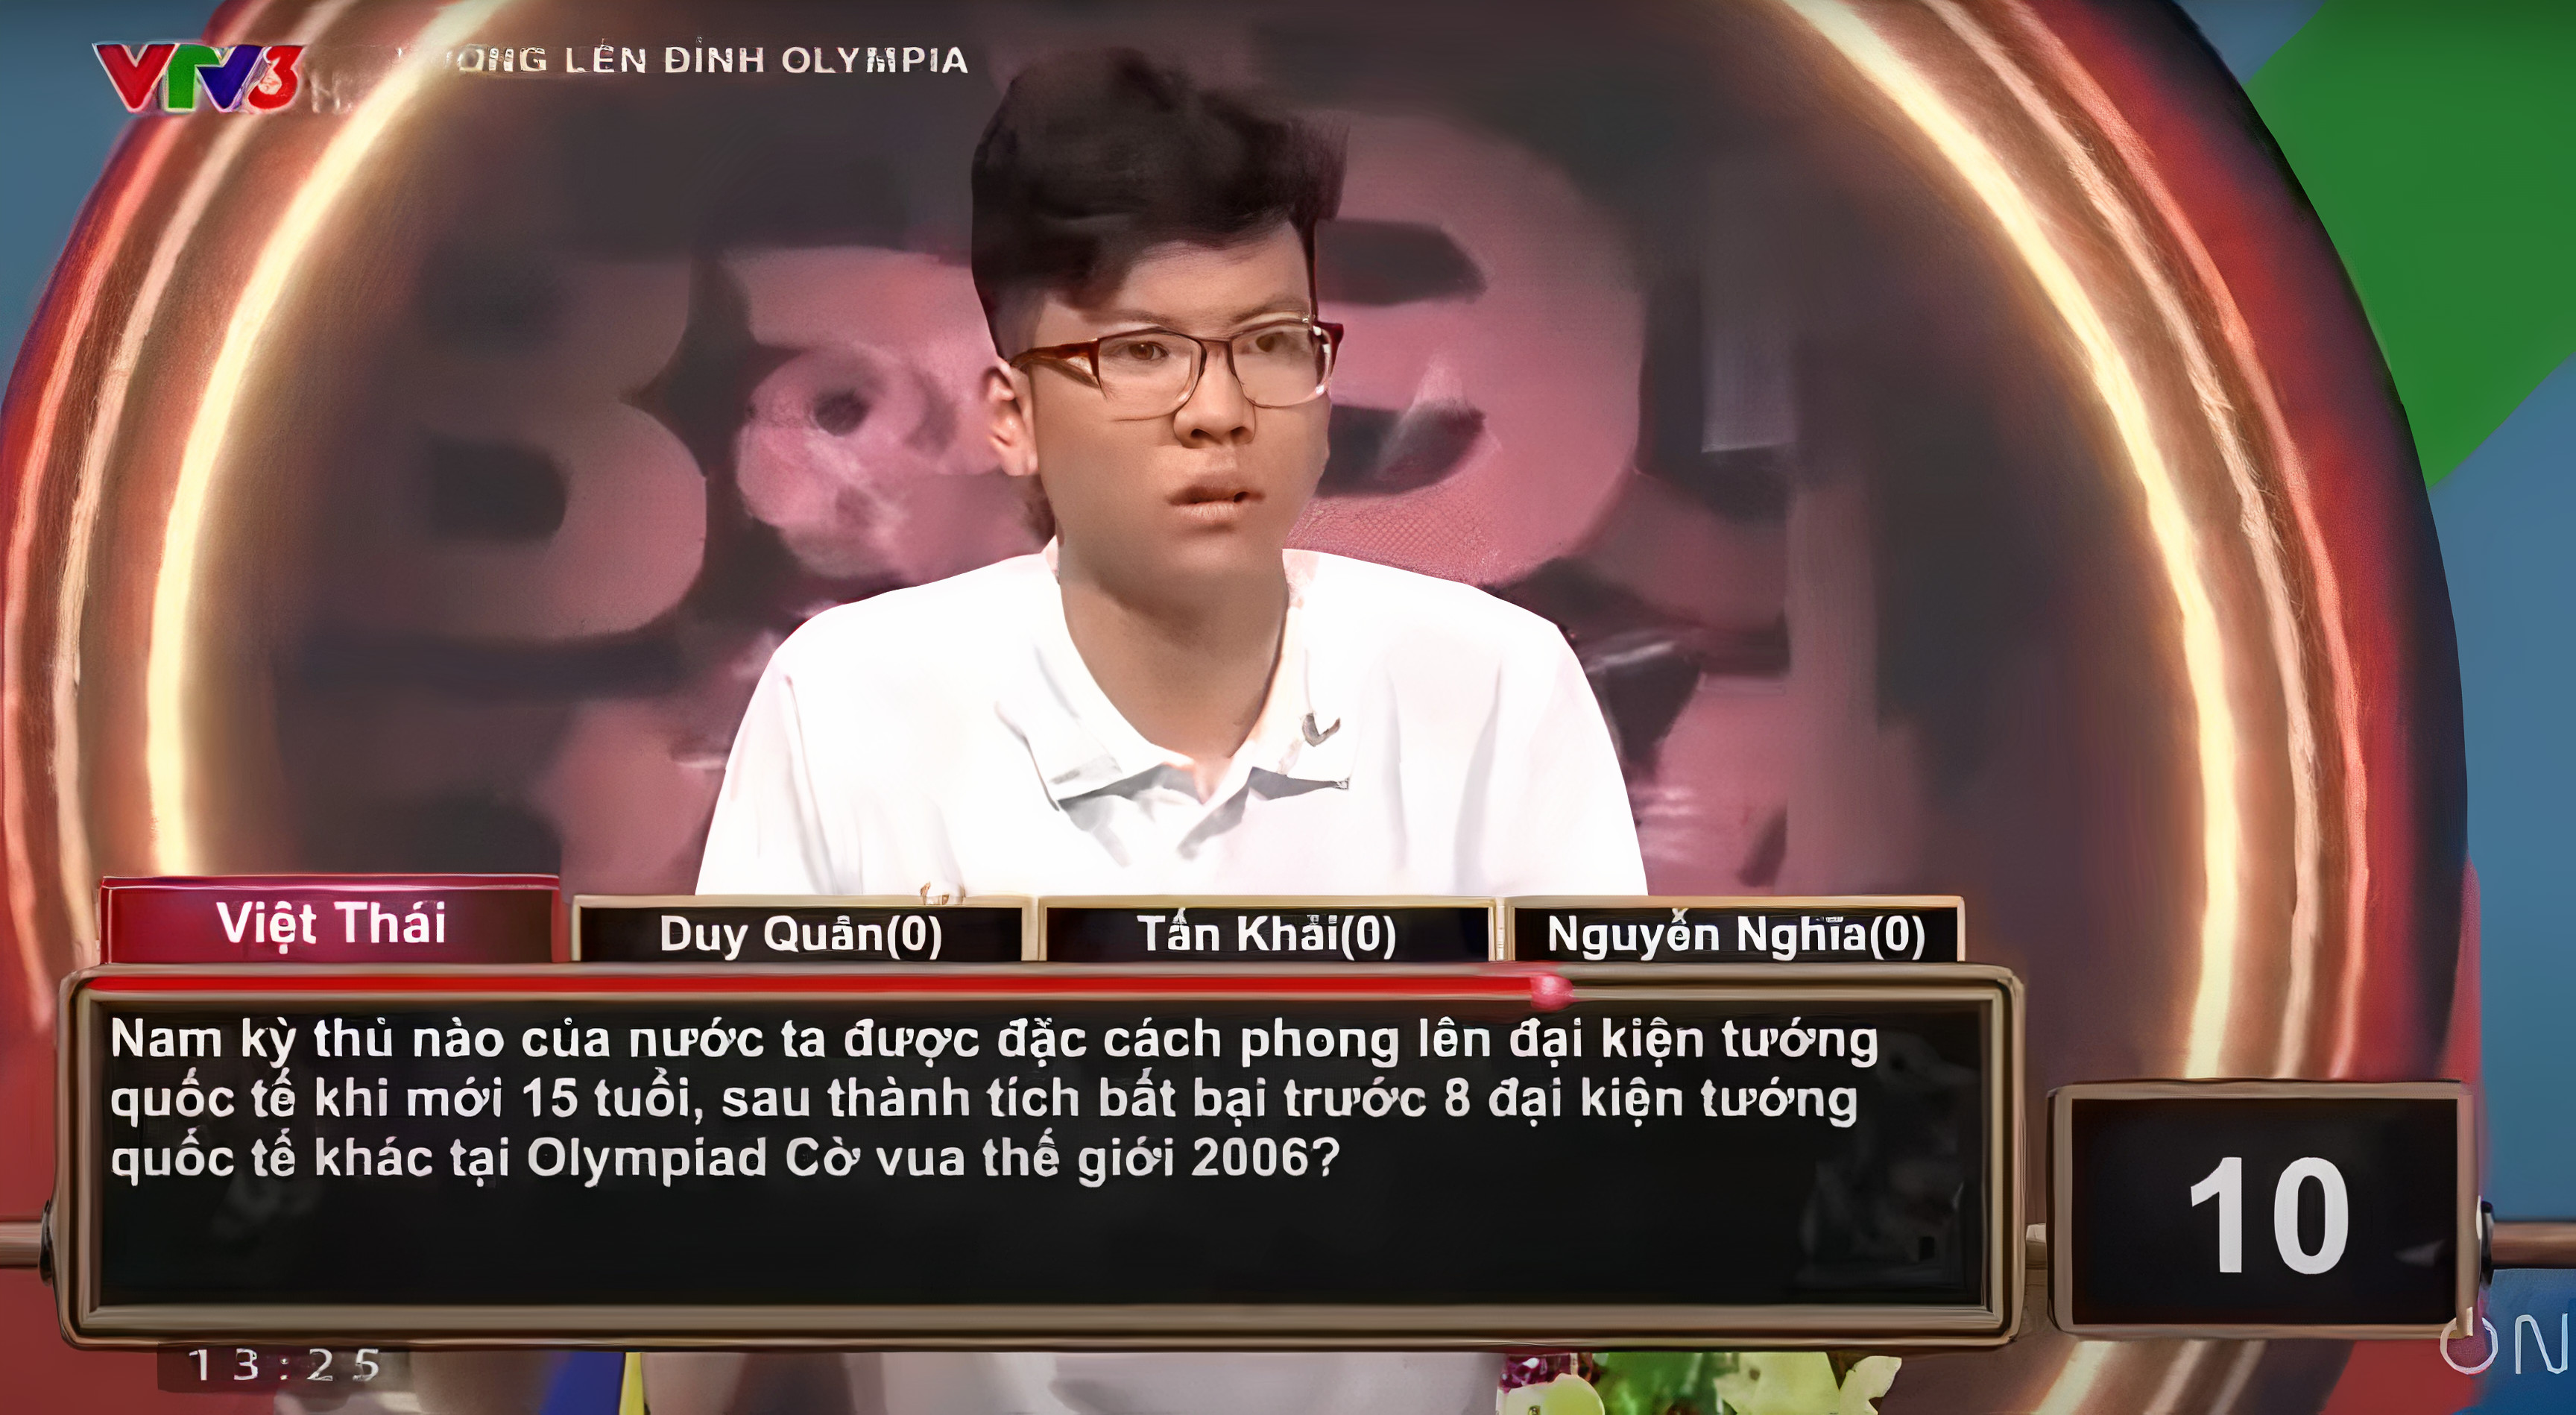 VTV3
LÊN ĐỈNH OLYMPIA
Việt Thái
Duy Quân(0)
Tấn Khải(0)
Nguyễn Nghĩa(0)
Nam kỳ thủ nào của nước ta được đặc cách phong lên đại kiện tướng
quốc tế khi mới 15 tuổi, sau thành tích bất bại trước 8 đại kiện tướng
quốc tế khác tại Olympiad Cờ vua thế giới 2006?
10
13:25
ON